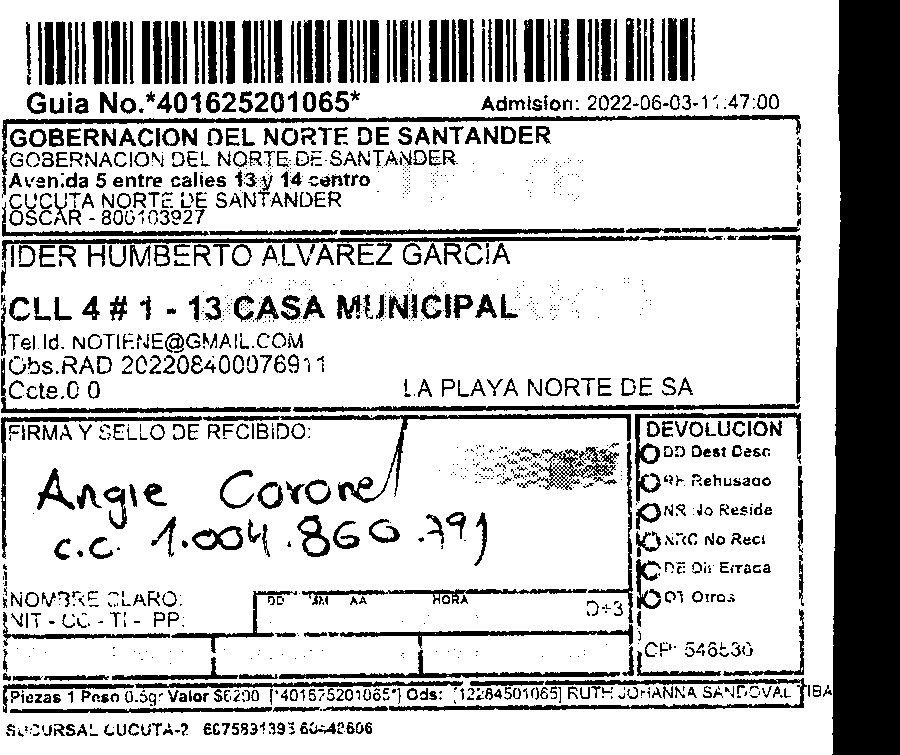 Guia No.*401625201065*
Admision: 2022-06-03-11:47:00
GOBERNACION DEL NORTE DE SANTANDER
GOBERNACION DEL NORTE DE SANTANDER
Avenida 5 entre calles 13 y 14 centro
CUCUTA NORTE DE SANTANDER
OSCAR - 800103927
IDER HUMBERTO ALVAREZ GARCIA
CLL 4 # 1 - 13 CASA MUNICIPAL
Tel.Id. NOTIENE@GMAIL.COM
Obs.RAD 202208400076911
Ccte.0 0
LA PLAYA NORTE DE SA
FIRMA Y SELLO DE RECIBIDO:
Angie Coronel
C.C. 1.004.860.791
DEVOLUCION
DD Dest Desc
RH Rehusado
NR No Reside
NRC No Recl
DE Dir Errada
OT Otros
NOMBRE CLARO:
NIT - CC - TI - PP:
DD MM AA HORA
D+3
CP: 546530
Piezas 1 Peso 0.5gr Valor $6200 [*401625201065*] Ods: RUTH JOHANNA SANDOVAL TIBA
SUCURSAL CUCUTA-2